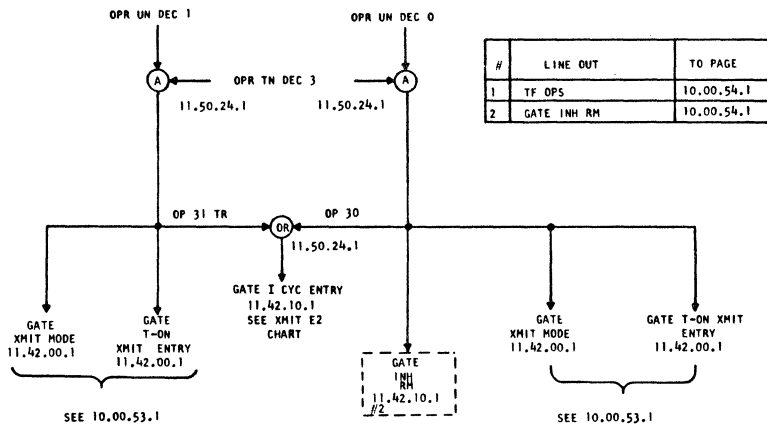 OPR UN DEC 1
OPR UN DEC 0
# LINE OUT TO PAGE
1 TF OPS 10.00.54.1
2 GATE INH RM 10.00.54.1
A
OPR TN DEC 3
A
11.50.24.1
11.50.24.1
OP 31 TR
OR
OP 30
11.50.24.1
GATE I CYC ENTRY
11.42.10.1
SEE XMIT E2
CHART
GATE
XMIT MODE
11.42.00.1
GATE
T-ON
XMIT ENTRY
11.42.00.1
SEE 10.00.53.1
GATE
INH
RM
11.42.10.1
#2
GATE
XMIT MODE
11.42.00.1
GATE T-ON XMIT
ENTRY
11.42.00.1
SEE 10.00.53.1